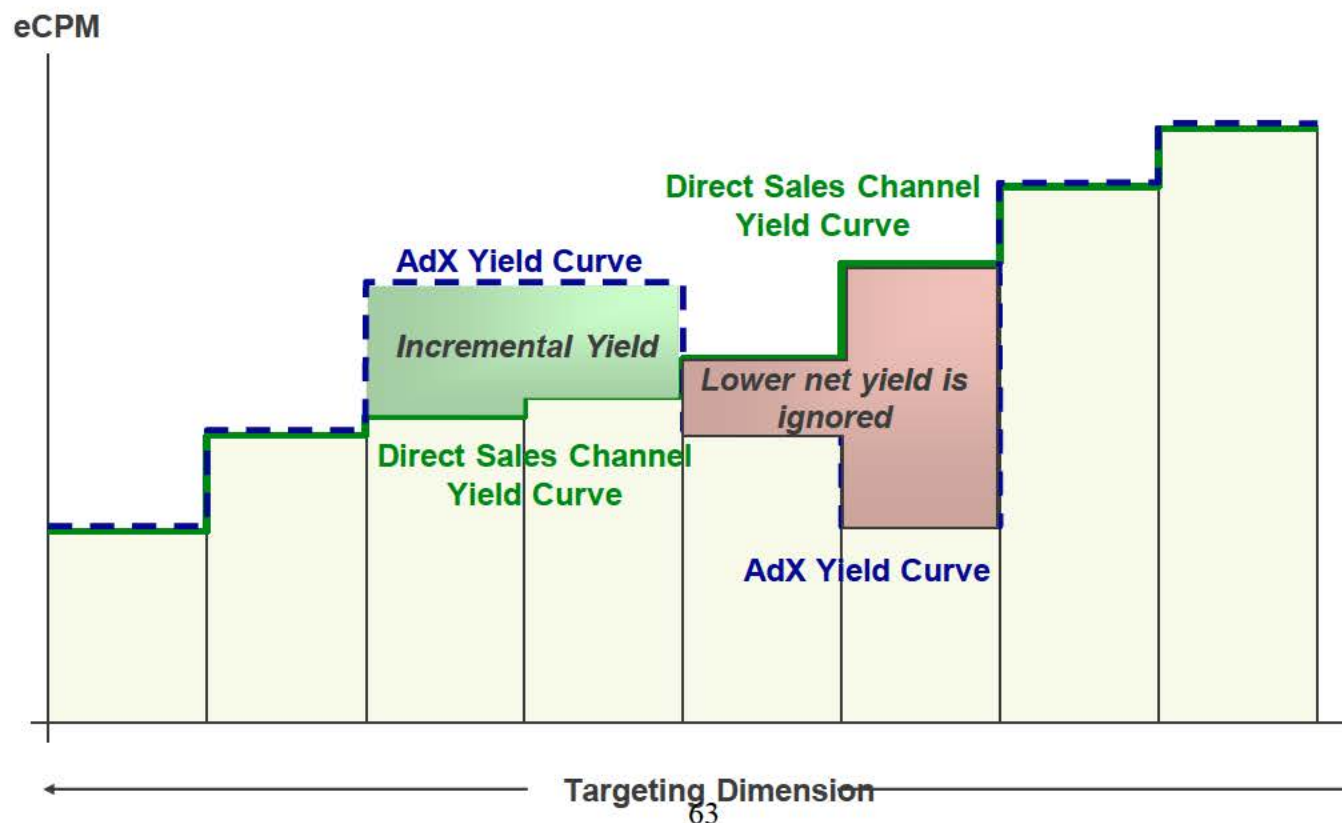 eCPM
Direct Sales Channel
Yield Curve
AdX Yield Curve
Incremental Yield
Lower net yield is
ignored
Direct Sales Channel
Yield Curve
AdX Yield Curve
Targeting Dimension
63